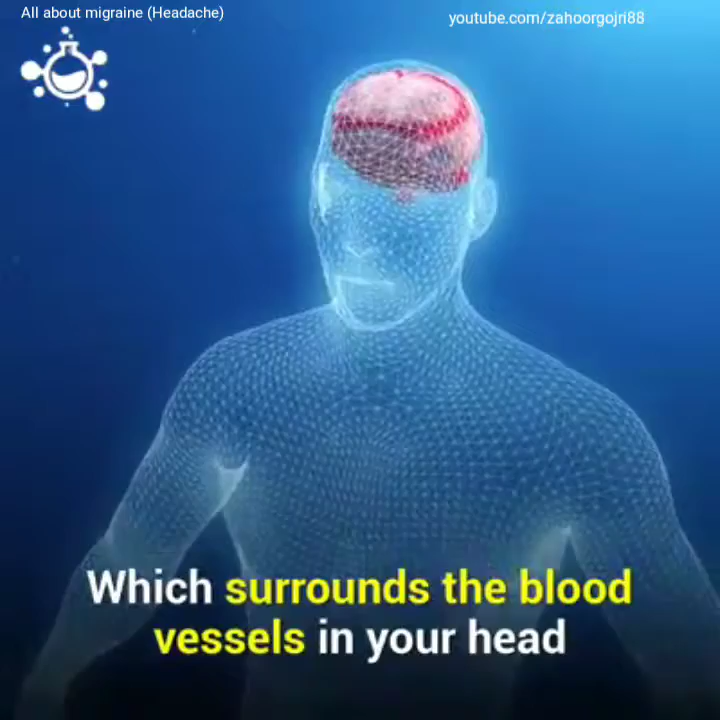 All about migraine (Headache)
youtube.com/zahoorgojri88
Which surrounds the blood
vessels in your head